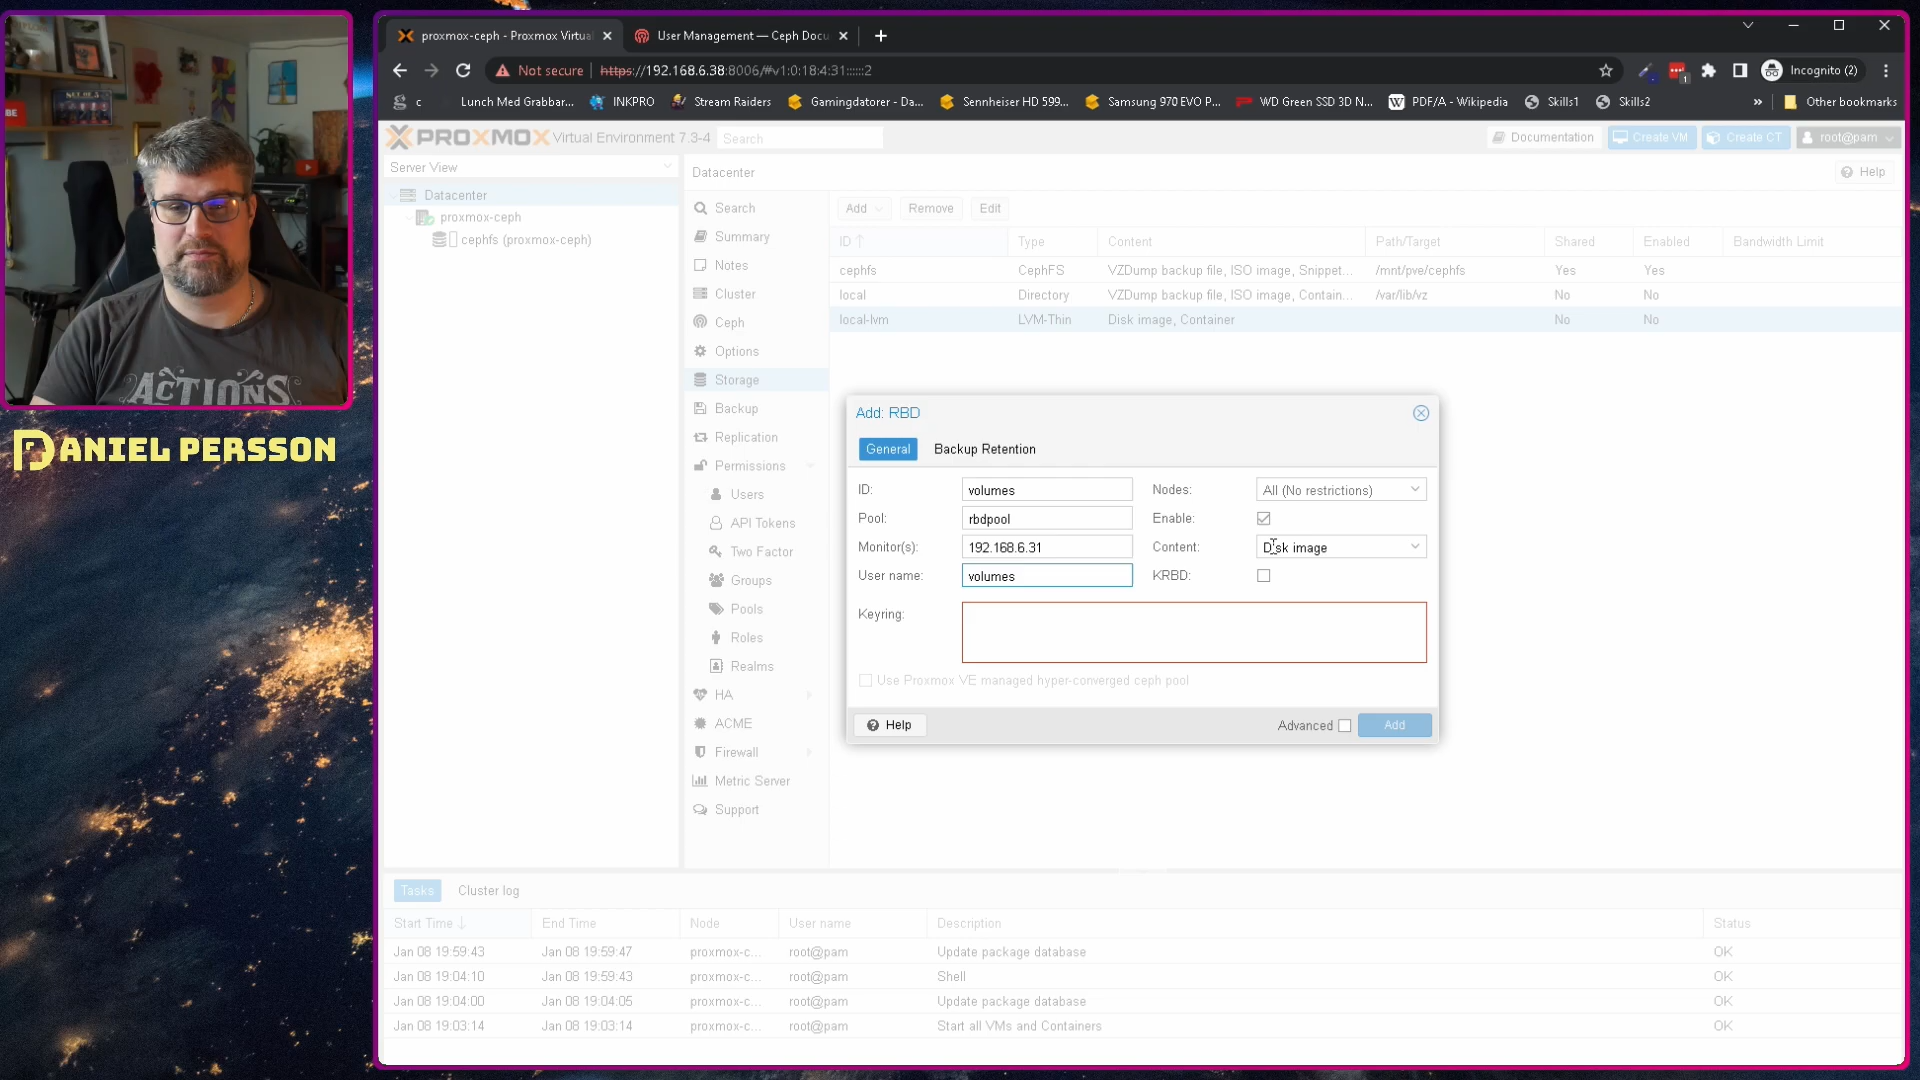 proxmox-ceph - Proxmox Virtua
User Management — Ceph Docu
Not secure
https://192.168.6.38:8006/#v1:0:18:4:31::::::2
1
Incognito (2)
c
Lunch Med Grabbar...
INKPRO
Stream Raiders
Gamingdatorer - Da...
Sennheiser HD 599...
Samsung 970 EVO P...
WD Green SSD 3D N...
PDF/A - Wikipedia
Skills1
Skills2
»
Other bookmarks
PROXMOX
Virtual Environment 7.3-4
Search
Documentation
Create VM
Create CT
root@pam
Server View
Datacenter
proxmox-ceph
cephfs (proxmox-ceph)
Datacenter
Help
Search
Summary
Notes
Cluster
Ceph
Options
Storage
Backup
Replication
Permissions
Users
API Tokens
Two Factor
Groups
Pools
Roles
Realms
HA
ACME
Firewall
Metric Server
Support
Add
Remove
Edit
ID Type Content Path/Target Shared Enabled Bandwidth Limit
cephfs CephFS VZDump backup file, ISO image, Snippet... /mnt/pve/cephfs Yes Yes
local Directory VZDump backup file, ISO image, Contain... /var/lib/vz No No
local-lvm LVM-Thin Disk image, Container No No
Add: RBD
General
Backup Retention
ID: volumes Nodes: All (No restrictions)
Pool: rbdpool Enable:
Monitor(s): 192.168.6.31 Content: Disk image
User name: volumes KRBD:
Keyring:
Use Proxmox VE managed hyper-converged ceph pool
Help
Advanced
Add
Tasks
Cluster log
Start Time End Time Node User name Description Status
Jan 08 19:59:43 Jan 08 19:59:47 proxmox-c... root@pam Update package database OK
Jan 08 19:04:10 Jan 08 19:59:43 proxmox-c... root@pam Shell OK
Jan 08 19:04:00 Jan 08 19:04:05 proxmox-c... root@pam Update package database OK
Jan 08 19:03:14 Jan 08 19:03:14 proxmox-c... root@pam Start all VMs and Containers OK
ACTIONS
DANIEL PERSSON